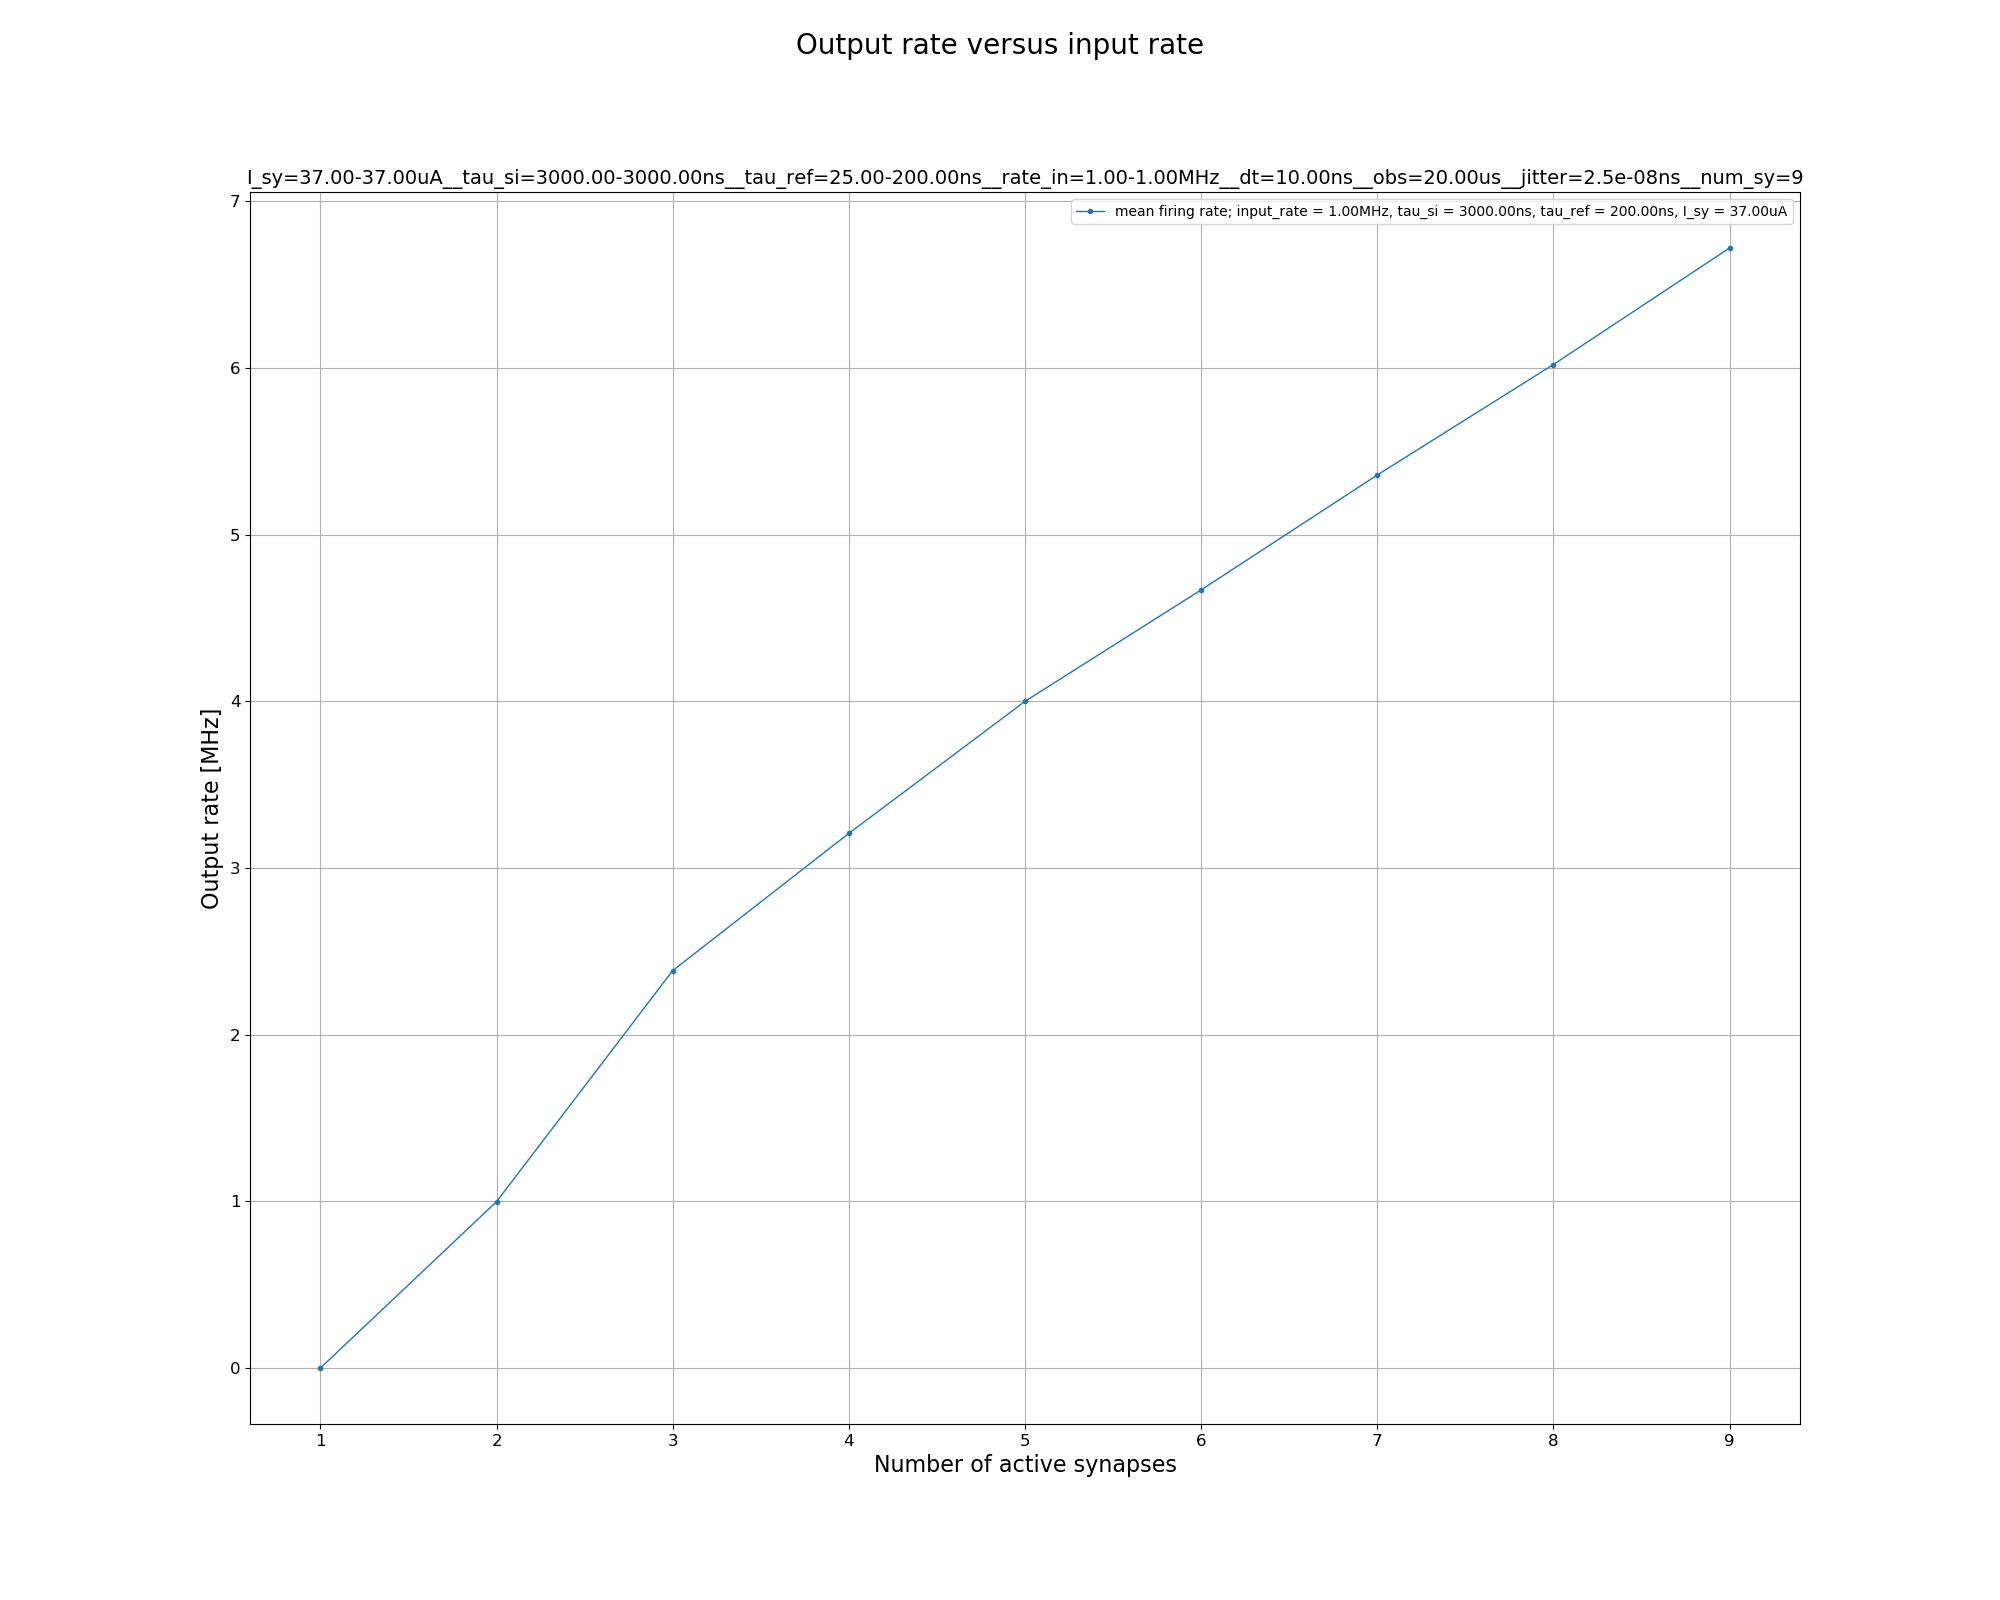 Output rate versus input rate
I_sy=37.00-37.00uA__tau_si=3000.00-3000.00ns__tau_ref=25.00-200.00ns__rate_in=1.00-1.00MHz__dt=10.00ns__obs=20.00us__jitter=2.5e-08ns__num_sy=9
mean firing rate; input_rate = 1.00MHz, tau_si = 3000.00ns, tau_ref = 200.00ns, I_sy = 37.00uA
7
6
5
4
3
2
1
0
Output rate [MHz]
1 2 3 4 5 6 7 8 9
Number of active synapses